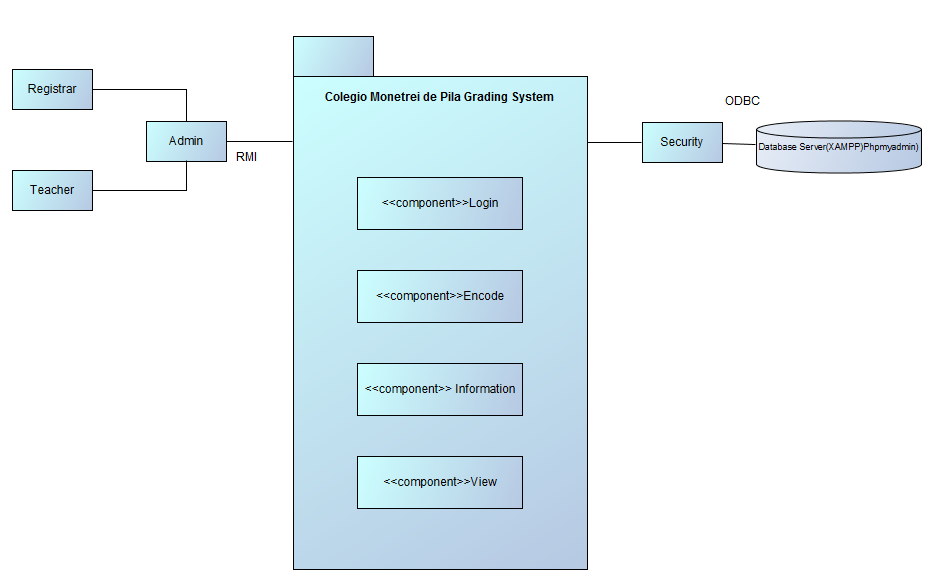 Registrar
Admin
Teacher
RMI
Colegio Monetrei de Pila Grading System
<<component>>Login
<<component>>Encode
<<component>> Information
<<component>>View
Security
ODBC
Database Server(XAMPP)Phpmyadmin)